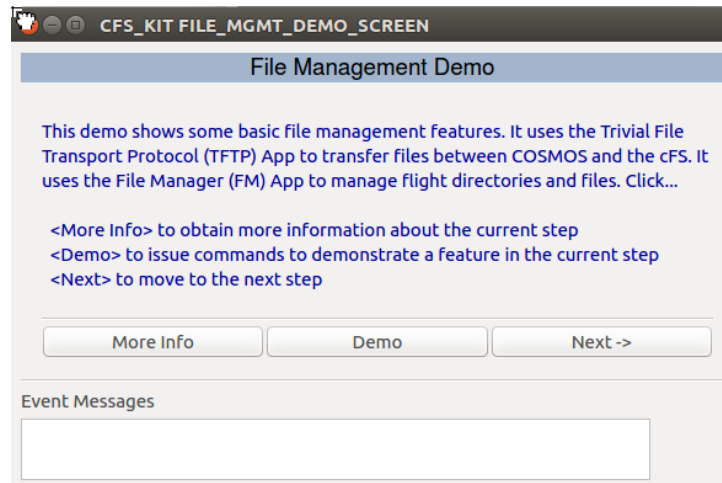 CFS_KIT FILE_MGMT_DEMO_SCREEN
File Management Demo
This demo shows some basic file management features. It uses the Trivial File
Transport Protocol (TFTP) App to transfer files between COSMOS and the cFS. It
uses the File Manager (FM) App to manage flight directories and files. Click...
<More Info> to obtain more information about the current step
<Demo> to issue commands to demonstrate a feature in the current step
<Next> to move to the next step
More Info Demo Next ->
Event Messages